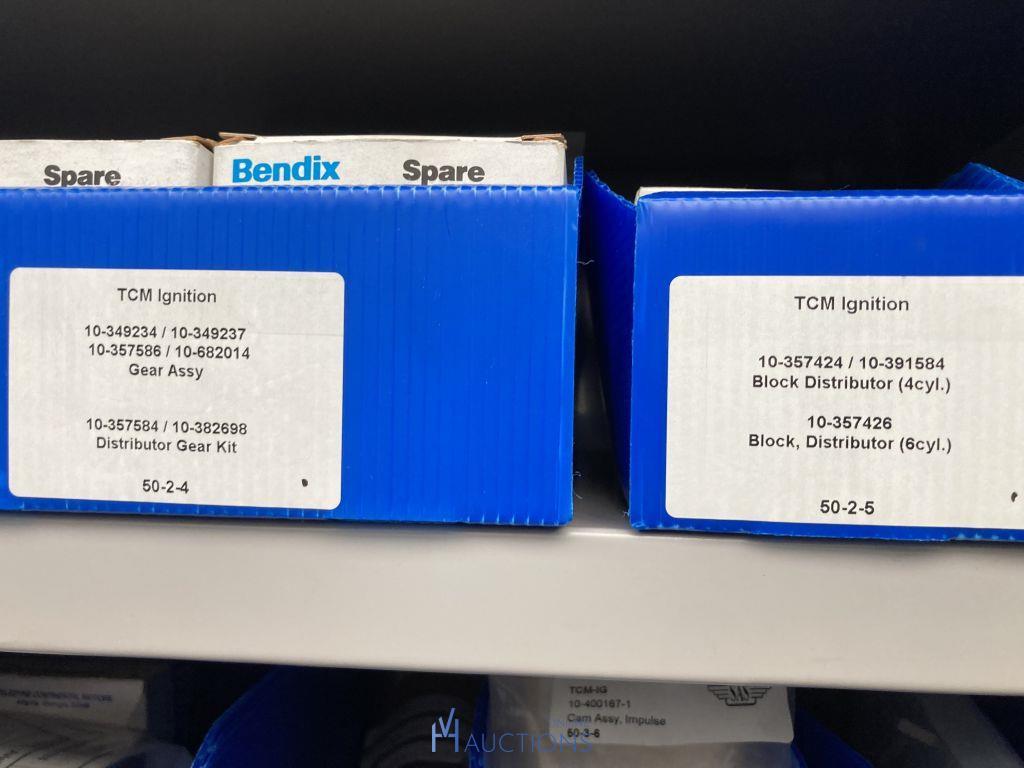 Spare
Bendix Spare
TCM Ignition
10-349234 / 10-349237
10-357586 / 10-682014
Gear Assy
10-357584 / 10-382698
Distributor Gear Kit
50-2-4
TCM Ignition
10-357424 / 10-391584
Block Distributor (4cyl.)
10-357426
Block, Distributor (6cyl.)
50-2-5
TCM-IG
10-400167-1
Cam Assy, Impulse
50-3-6
SAS
AUCTIONS